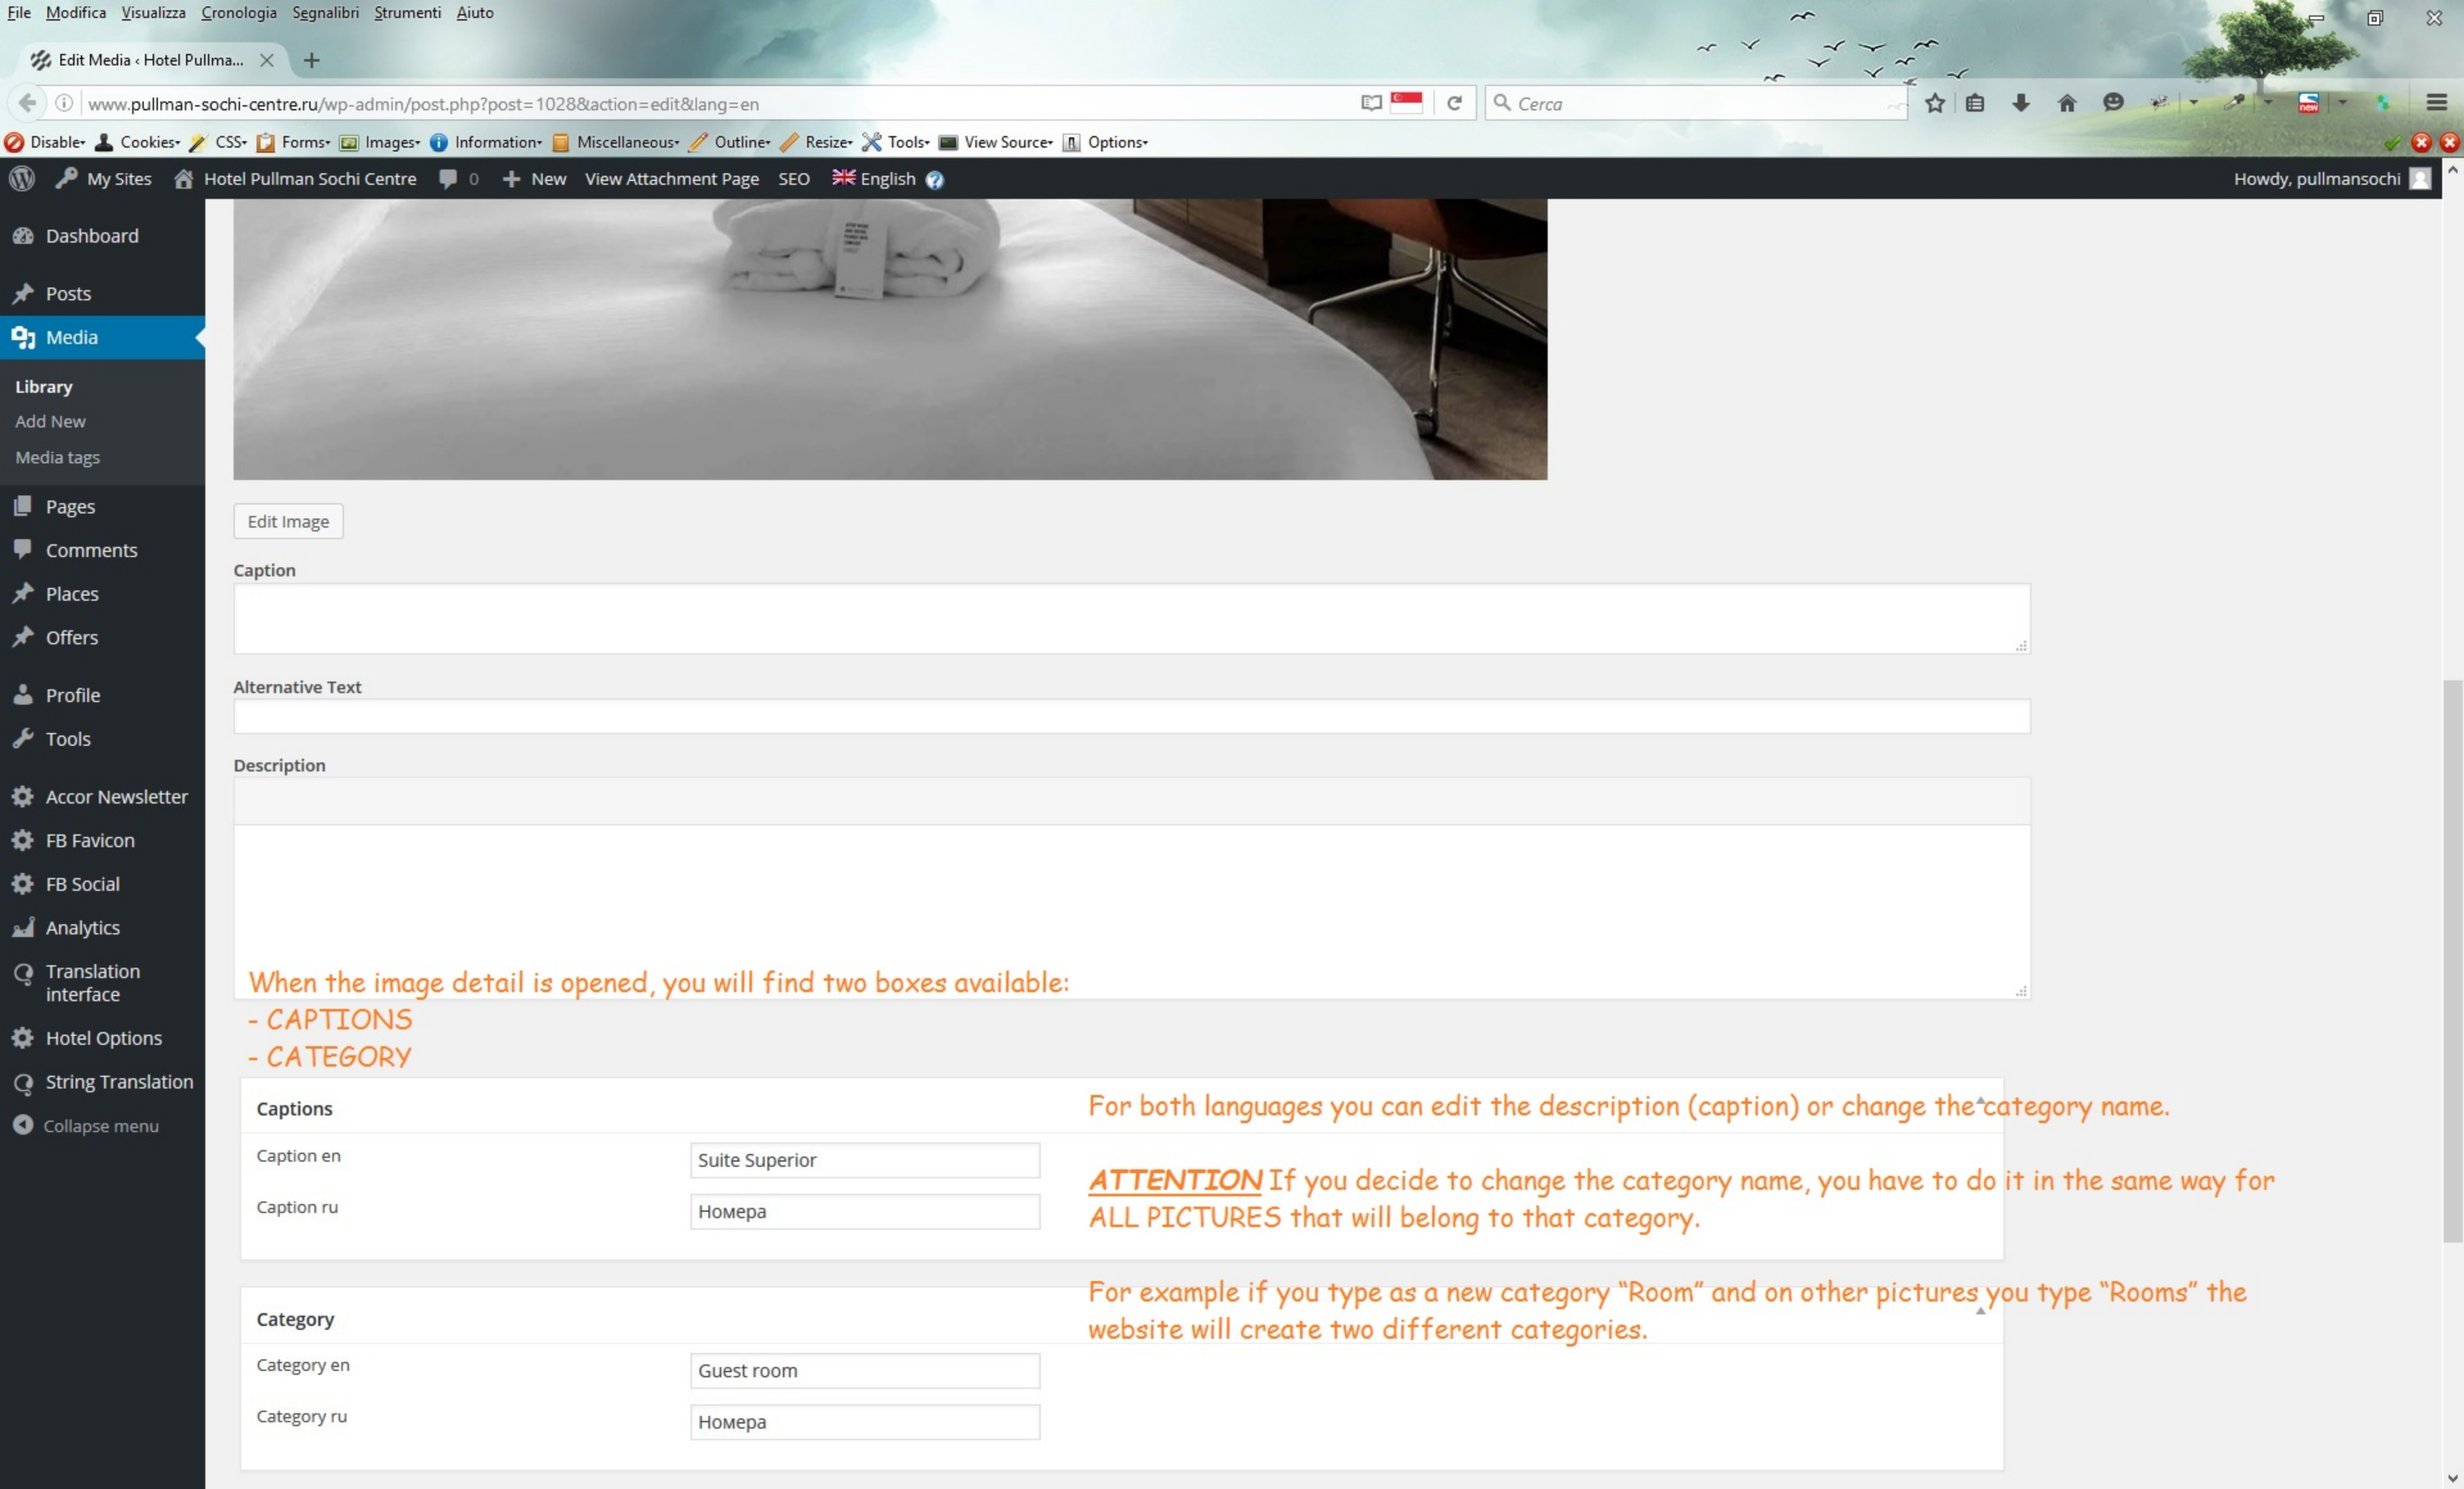 File Modifica Visualizza Cronologia Segnalibri Strumenti Aiuto
Edit Media ‹ Hotel Pullma...
www.pullman-sochi-centre.ru/wp-admin/post.php?post=1028&action=edit&lang=en
Cerca
new
Disable Cookies CSS Forms Images Information Miscellaneous Outline Resize Tools View Source Options
My Sites Hotel Pullman Sochi Centre 0 New View Attachment Page SEO English
Howdy, pullmansochi
Dashboard
Posts
Media
Library
Add New
Media tags
Pages
Comments
Places
Offers
Profile
Tools
Accor Newsletter
FB Favicon
FB Social
Analytics
Translation
interface
Hotel Options
String Translation
Collapse menu
Edit Image
Caption
Alternative Text
Description
When the image detail is opened, you will find two boxes available:
- CAPTIONS
- CATEGORY
Captions
Caption en
Suite Superior
Caption ru
Номера
For both languages you can edit the description (caption) or change the category name.
ATTENTION If you decide to change the category name, you have to do it in the same way for
ALL PICTURES that will belong to that category.
For example if you type as a new category “Room” and on other pictures you type “Rooms” the
website will create two different categories.
Category
Category en
Guest room
Category ru
Номера